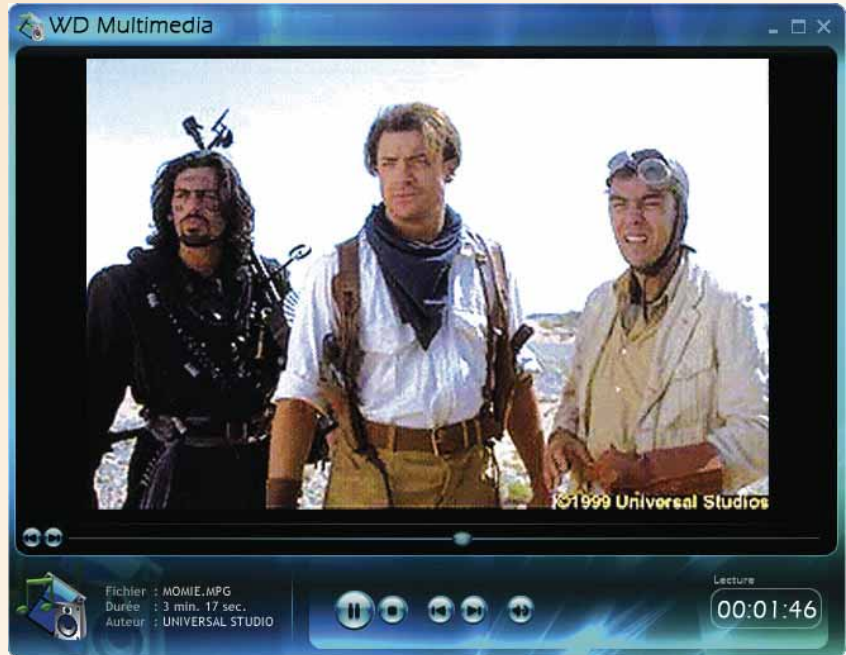 WD Multimedia
©1999 Universal Studios
Fichier : MOMIE.MPG
Durée : 3 min. 17 sec.
Auteur : UNIVERSAL STUDIO
Lecture
00:01:46